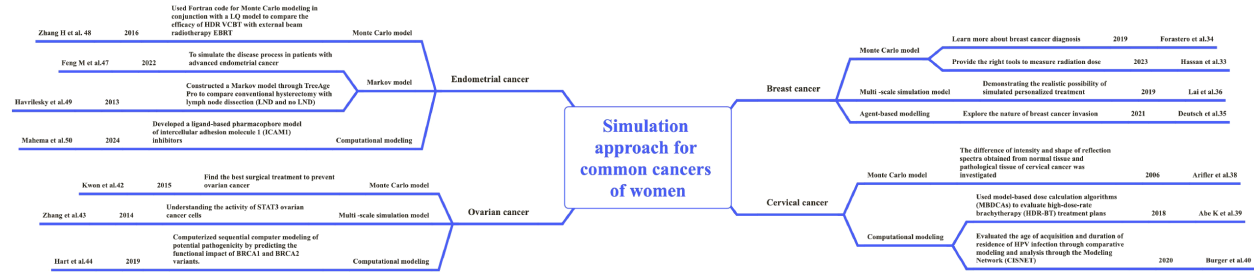 Simulation
approach for
common cancers
of women
Endometrial cancer
Monte Carlo model
Used Fortran code for Monte Carlo modeling in
conjunction with a LQ model to compare the
efficacy of HDR VCBT with external beam
radiotherapy EBRT
2016
Zhang H et al. 48
Markov model
To simulate the disease process in patients with
advanced endometrial cancer
2022
Feng M et al.47
Constructed a Markov model through TreeAge
Pro to compare conventional hysterectomy with
lymph node dissection (LND and no LND)
2013
Havrilesky et al.49
Computational modeling
Developed a ligand-based pharmacophore model
of intercellular adhesion molecule 1 (ICAM1)
inhibitors
2024
Mahema et al.50
Ovarian cancer
Monte Carlo model
Find the best surgical treatment to prevent
ovarian cancer
2015
Kwon et al.42
Multi -scale simulation model
Understanding the activity of STAT3 ovarian
cancer cells
2014
Zhang et al.43
Computational Modeling
Computerized sequential computer modeling of
potential pathogenicity by predicting the
functional impact of BRCA1 and BRCA2
variants.
2019
Hart et al.44
Breast cancer
Monte Carlo model
Learn more about breast cancer diagnosis
2019
Forastero et al.34
Provide the right tools to measure radiation dose
2023
Hassan et al.33
Multi -scale simulation model
Demonstrating the realistic possibility of
simulated personalized treatment
2019
Lai et al.36
Agent-based modelling
Explore the nature of breast cancer invasion
2021
Deutsch et al.35
Cervical cancer
Monte Carlo model
The difference of intensity and shape of reflection
spectra obtained from normal tissue and
pathological tissue of cervical cancer was
investigated
2006
Arifler et al.38
Computational modeling
Used model-based dose calculation algorithms
(MBDCAs) to evaluate high-dose-rate
brachytherapy (HDR-BT) treatment plans
2018
Abe K et al.39
Evaluated the age of acquisition and duration of
residence of HPV infection through comparative
modeling and analysis through the Modeling
Network (CISNET)
2020
Burger et al.40